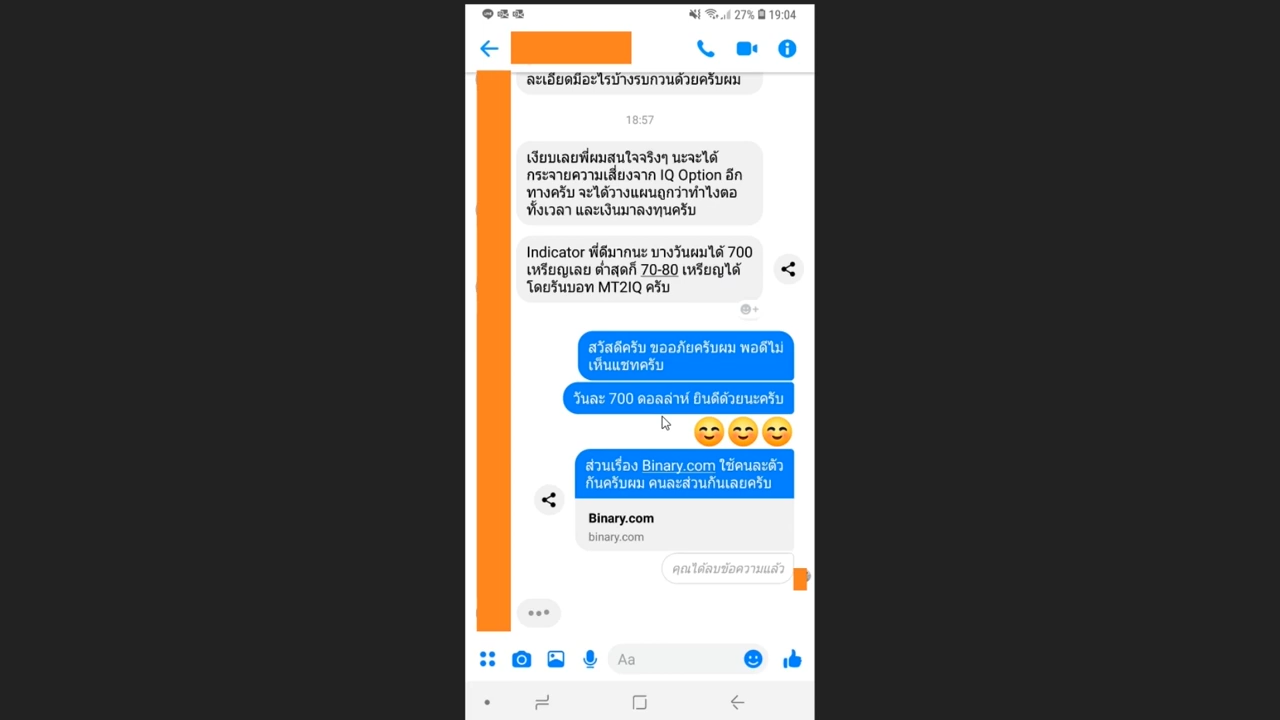 27% 19:04
ละเอียดมีอะไรบ้างรบกวนด้วยครับผม
18:57
เงียบเลยพี่ผมสนใจจริงๆ นะจะได้
กระจายความเสี่ยงจาก IQ Option อีก
ทางครับ จะได้วางแผนถูกว่าทำไงตอ
ทั้งเวลา และเงินมาลงทุนครับ
Indicator พี่ดีมากนะ บางวันผมได้ 700
เหรียญเลย ต่ำสุดก็ 70-80 เหรียญได้
โดยรันบอท MT2IQ ครับ
สวัสดีครับ ขออภัยครับผม พอดีไม่
เห็นแชทครับ
วันละ 700 ดอลล่าห์ ยินดีด้วยนะครับ
ส่วนเรื่อง Binary.com ใช้คนละตัว
กันครับผม คนละส่วนกันเลยครับ
Binary.com
binary.com
คุณได้ลบข้อความแล้ว
Aa